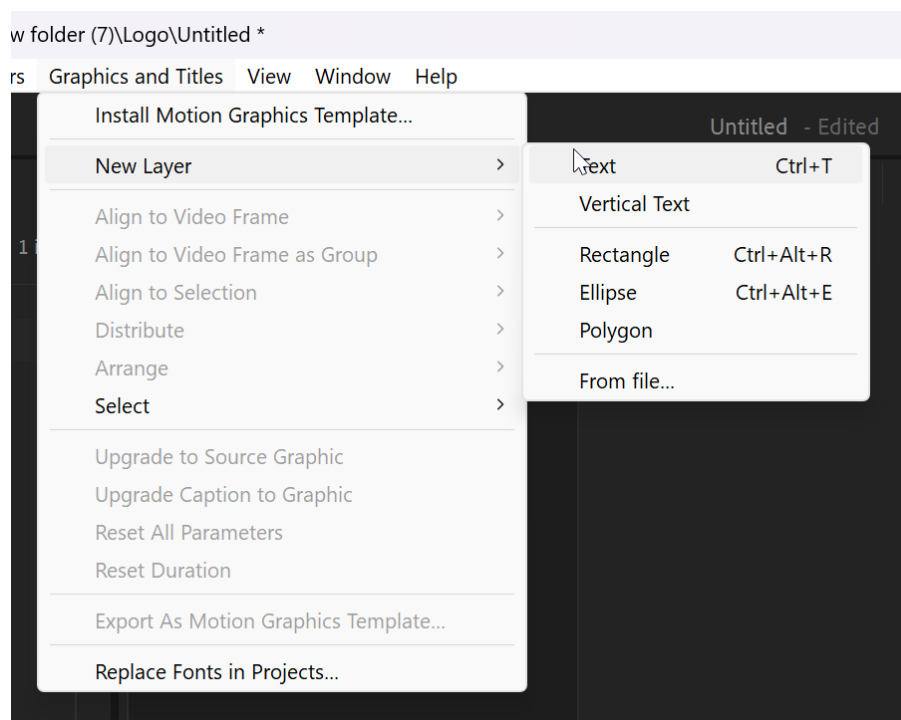 w folder (7)\Logo\Untitled *
rs Graphics and Titles View Window Help
Install Motion Graphics Template...
Untitled - Edited
New Layer
Text Ctrl+T
Vertical Text
Align to Video Frame
1 i
Align to Video Frame as Group
Rectangle Ctrl+Alt+R
Align to Selection
Ellipse Ctrl+Alt+E
Distribute
Polygon
Arrange
From file...
Select
Upgrade to Source Graphic
Upgrade Caption to Graphic
Reset All Parameters
Reset Duration
Export As Motion Graphics Template...
Replace Fonts in Projects...